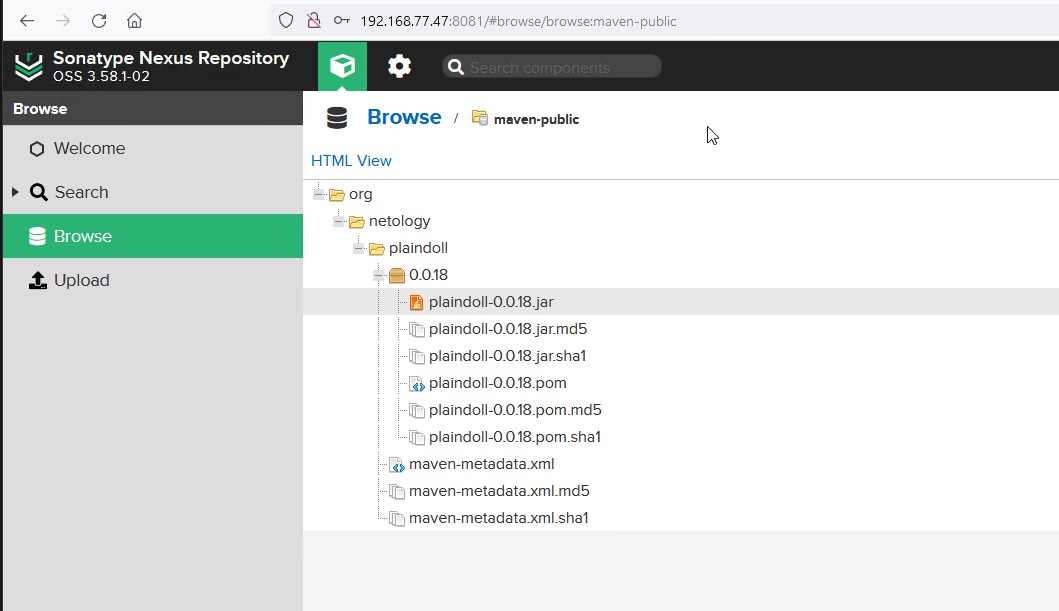 192.168.77.47:8081/#browse/browse:maven-public
Sonatype Nexus Repository
OSS 3.58.1-02
Search components
Browse
Browse / maven-public
Welcome
HTML View
Search
Browse
Upload
org
netology
plaindoll
0.0.18
plaindoll-0.0.18.jar
plaindoll-0.0.18.jar.md5
plaindoll-0.0.18.jar.sha1
plaindoll-0.0.18.pom
plaindoll-0.0.18.pom.md5
plaindoll-0.0.18.pom.sha1
maven-metadata.xml
maven-metadata.xml.md5
maven-metadata.xml.sha1